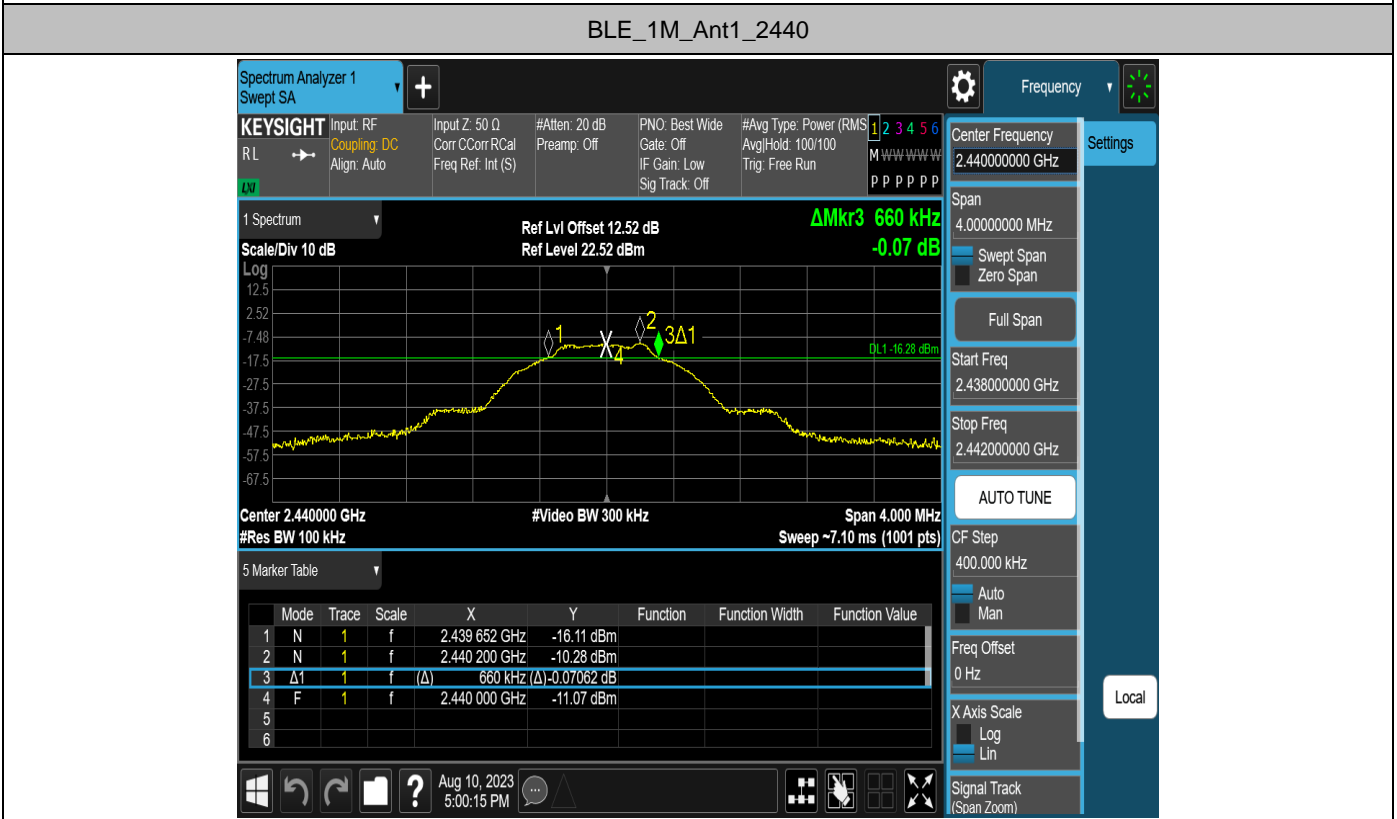 BLE_1M_Ant1_2440
Spectrum Analyzer 1
Swept SA
+
Frequency
KEYSIGHT
RL
LXI
Input: RF
Coupling: DC
Align: Auto
Input Z: 50 Ω
Corr CCorr RCal
Freq Ref: Int (S)
#Atten: 20 dB
Preamp: Off
PNO: Best Wide
Gate: Off
IF Gain: Low
Sig Track: Off
#Avg Type: Power (RMS
Avg|Hold: 100/100
Trig: Free Run
1 2 3 4 5 6
M W W W W W
P P P P P P
1 Spectrum
Scale/Div 10 dB
Log
Ref Lvl Offset 12.52 dB
Ref Level 22.52 dBm
ΔMkr3 660 kHz
-0.07 dB
12.5
2.52
-7.48
-17.5
-27.5
-37.5
-47.5
-57.5
-67.5
1
2
3Δ1
4
DL1 -16.28 dBm
Center 2.440000 GHz
#Video BW 300 kHz
Span 4.000 MHz
#Res BW 100 kHz
Sweep ~7.10 ms (1001 pts)
5 Marker Table
Mode Trace Scale X Y Function Function Width Function Value
1 N 1 f 2.439 652 GHz -16.11 dBm
2 N 1 f 2.440 200 GHz -10.28 dBm
3 Δ1 1 f (Δ) 660 kHz (Δ) -0.07062 dB
4 F 1 f 2.440 000 GHz -11.07 dBm
5
6
?
Aug 10, 2023
5:00:15 PM
Center Frequency
2.440000000 GHz
Settings
Span
4.00000000 MHz
Swept Span
Zero Span
Full Span
Start Freq
2.438000000 GHz
Stop Freq
2.442000000 GHz
AUTO TUNE
CF Step
400.000 kHz
Auto
Man
Freq Offset
0 Hz
Local
X Axis Scale
Log
Lin
Signal Track
(Span Zoom)